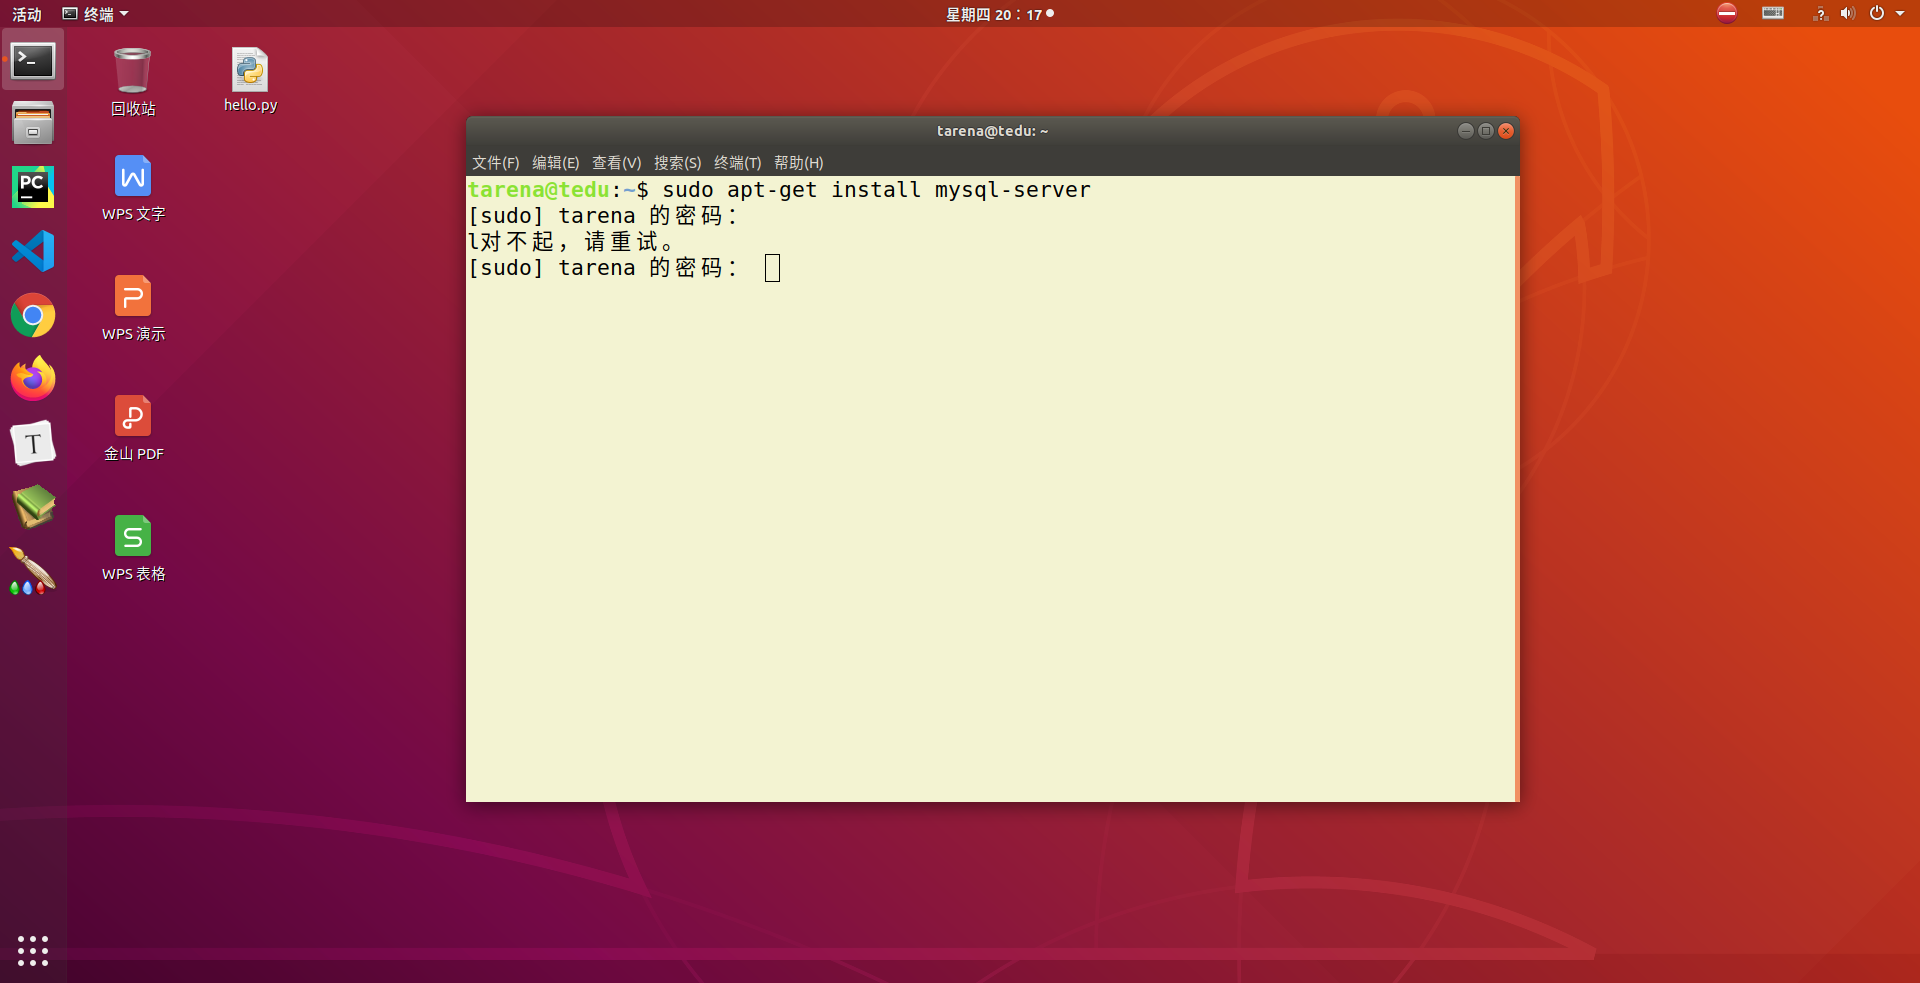 活动
终端
星期四 20：17
回收站
hello.py
WPS 文字
WPS 演示
金山 PDF
WPS 表格
PC
T
tarena@tedu: ~
文件(F) 编辑(E) 查看(V) 搜索(S) 终端(T) 帮助(H)
tarena@tedu:~$ sudo apt-get install mysql-server
[sudo] tarena 的密码：
l对不起，请重试。
[sudo] tarena 的密码：